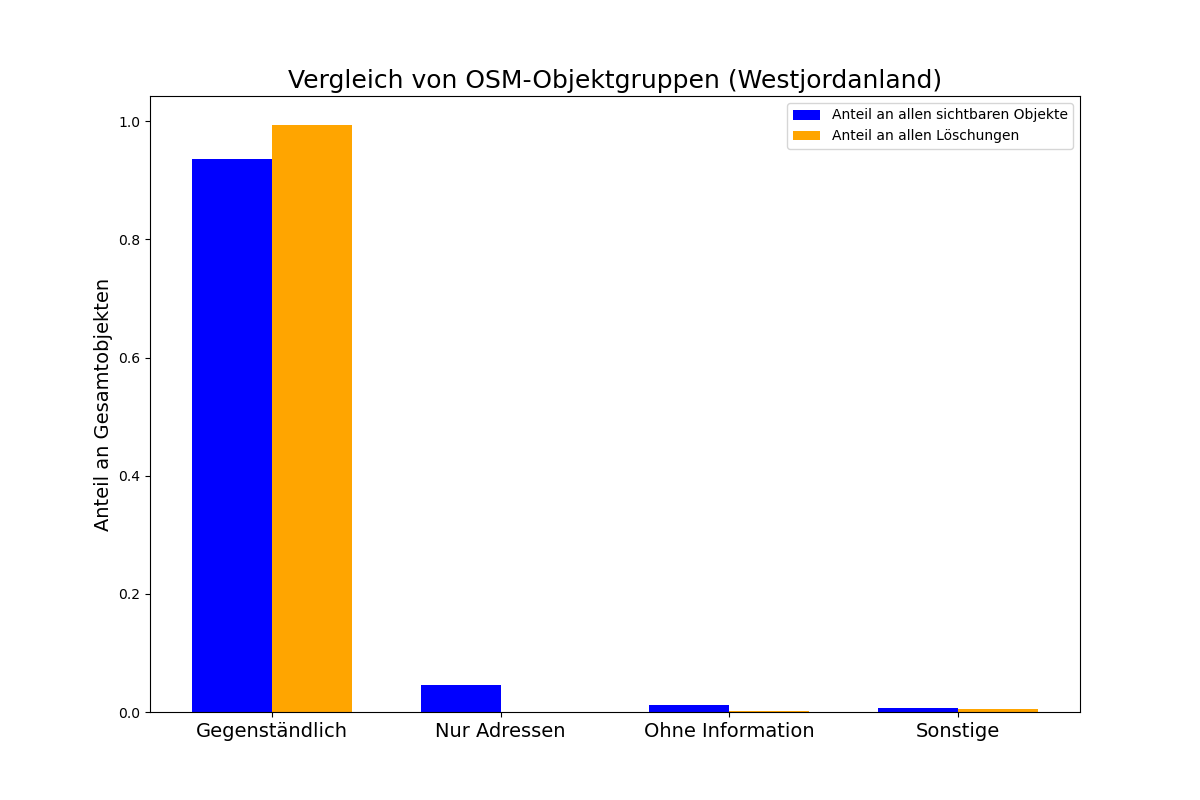 Vergleich von OSM-Objektgruppen (Westjordanland)
Anteil an allen sichtbaren Objekte
Anteil an allen Löschungen
Anteil an Gesamtobjekten
1.0
0.8
0.6
0.4
0.2
0.0
Gegenständlich
Nur Adressen
Ohne Information
Sonstige